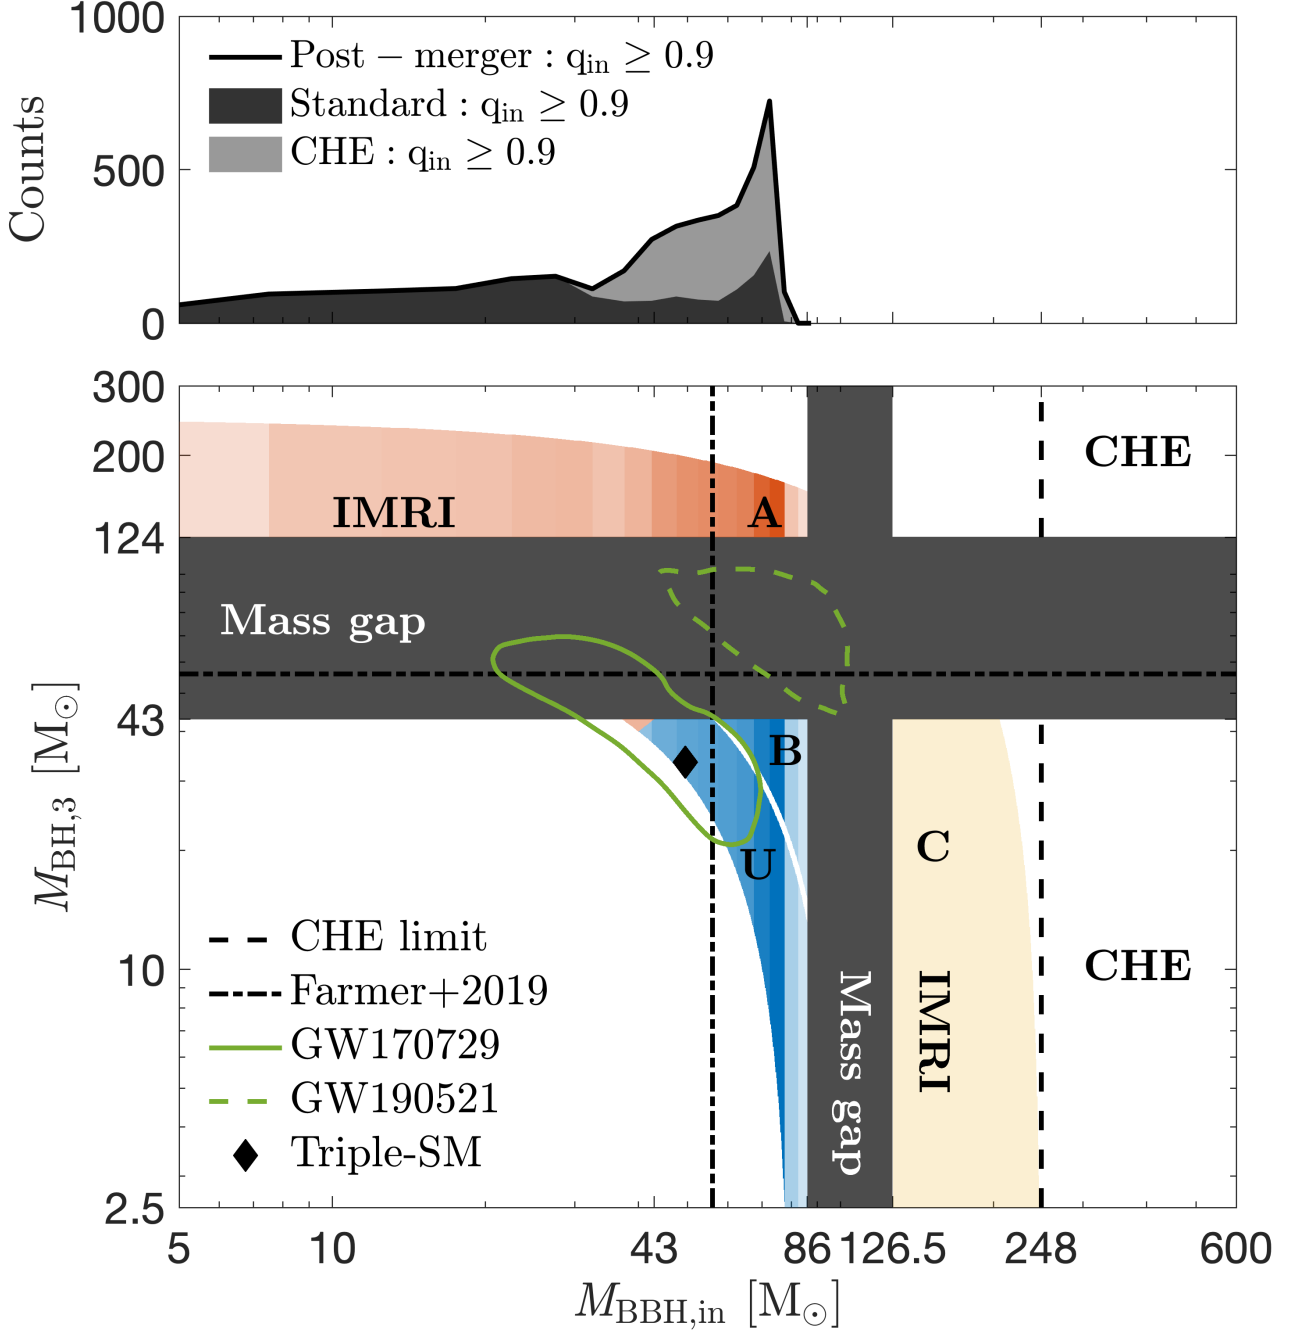 1000
500
0
Counts
Post − merger : q_in ≥ 0.9
Standard : q_in ≥ 0.9
CHE : q_in ≥ 0.9
300
200
124
43
10
2.5
M_BH,3 [M_⊙]
CHE
IMRI
A
Mass gap
B
C
U
CHE
IMRI
Mass gap
CHE limit
Farmer+2019
GW170729
GW190521
Triple-SM
5 10 43 86 126.5 248 600
M_BBH,in [M_⊙]